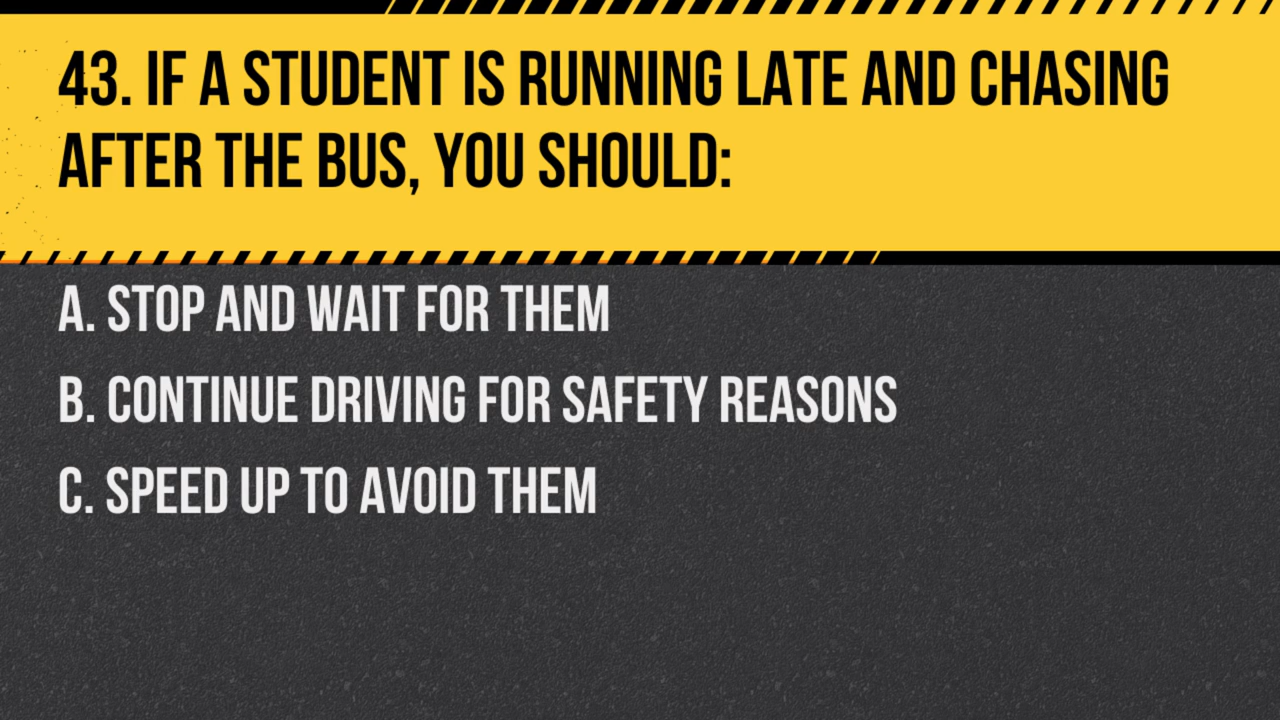 43. IF A STUDENT IS RUNNING LATE AND CHASING
AFTER THE BUS, YOU SHOULD:
A. STOP AND WAIT FOR THEM
B. CONTINUE DRIVING FOR SAFETY REASONS
C. SPEED UP TO AVOID THEM